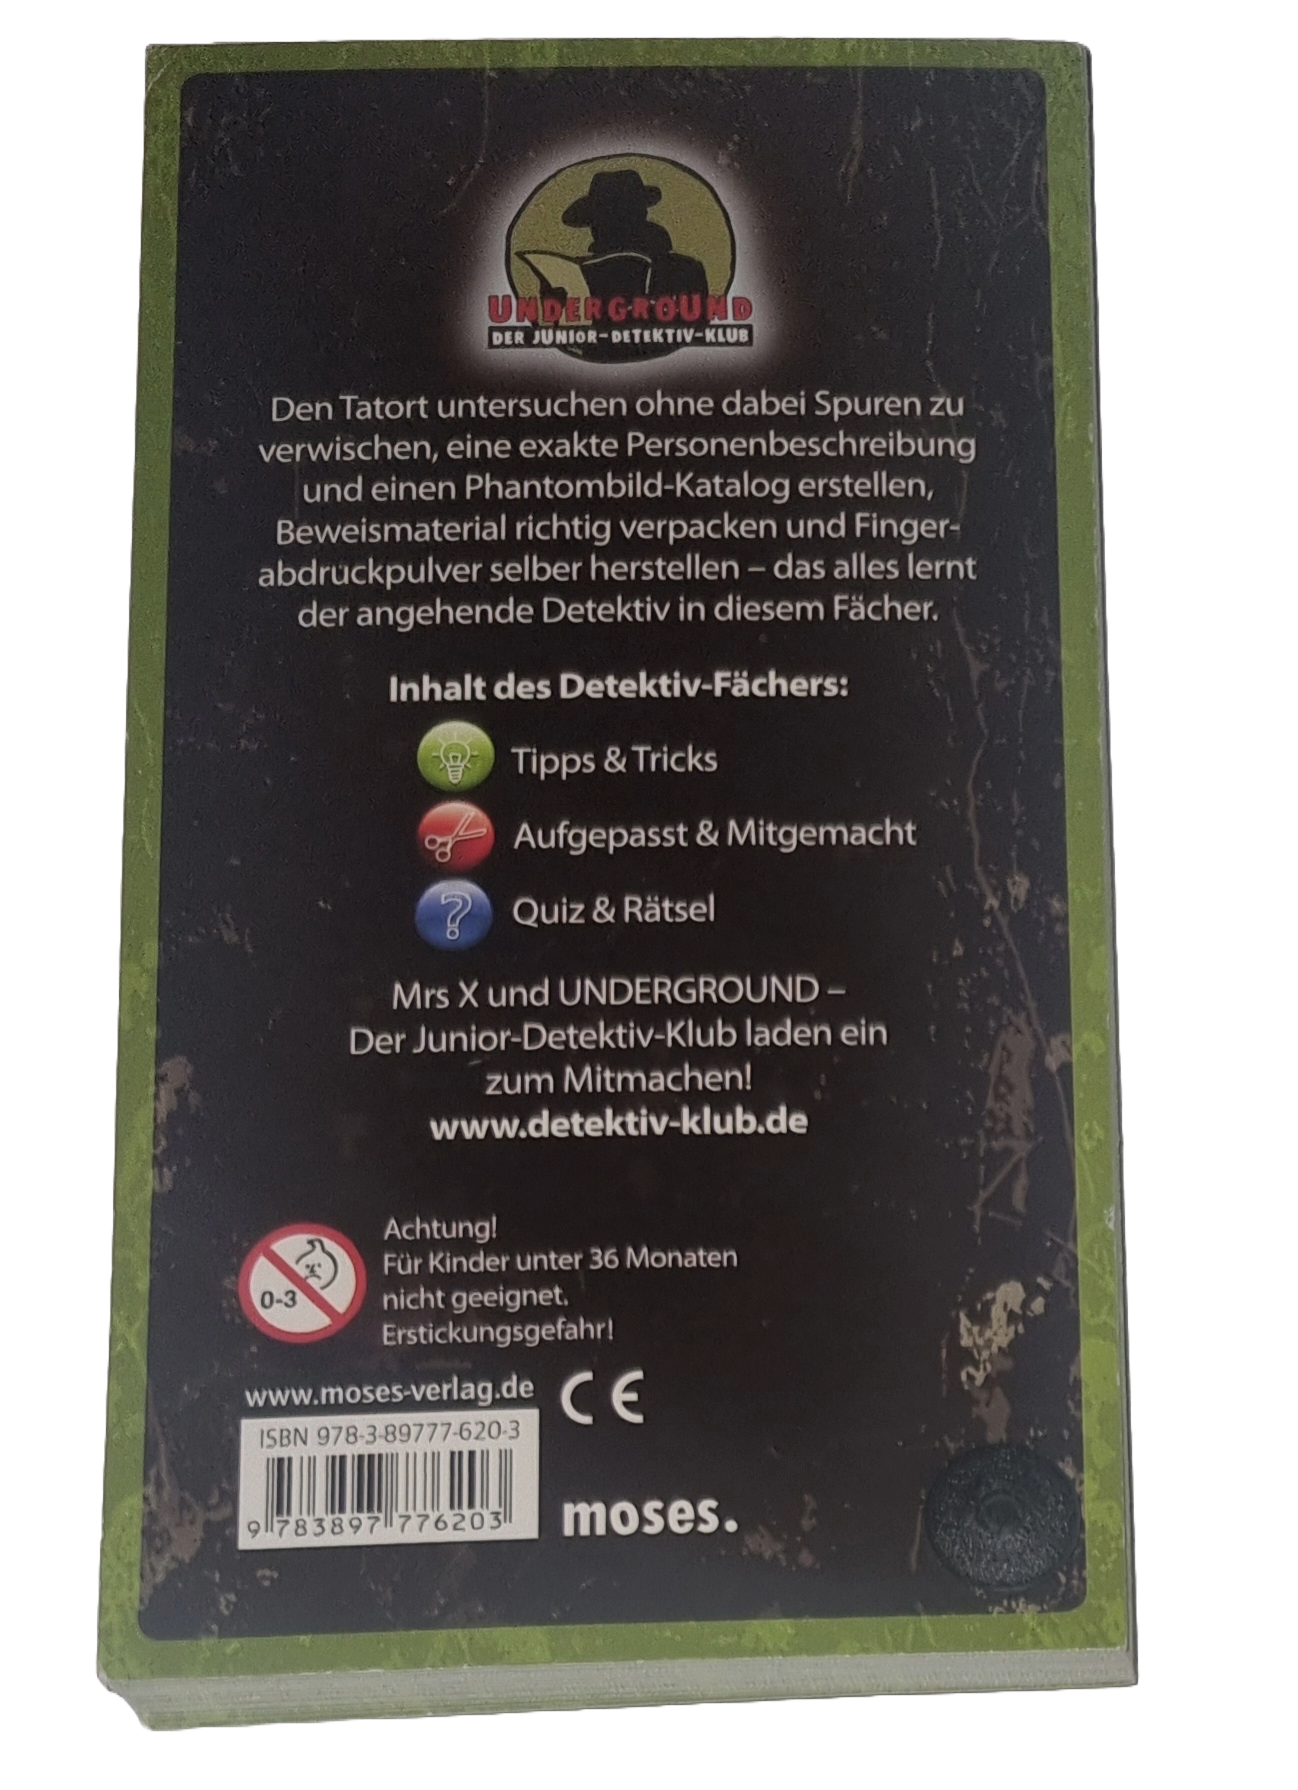 UNDERGROUND
DER JUNIOR-DETEKTIV-KLUB
Den Tatort untersuchen ohne dabei Spuren zu
verwischen, eine exakte Personenbeschreibung
und einen Phantombild-Katalog erstellen,
Beweismaterial richtig verpacken und Finger-
abdruckpulver selber herstellen – das alles lernt
der angehende Detektiv in diesem Fächer.
Inhalt des Detektiv-Fächers:
Tipps & Tricks
Aufgepasst & Mitgemacht
Quiz & Rätsel
Mrs X und UNDERGROUND –
Der Junior-Detektiv-Klub laden ein
zum Mitmachen!
www.detektiv-klub.de
Achtung!
Für Kinder unter 36 Monaten
nicht geeignet.
Erstickungsgefahr!
0-3
www.moses-verlag.de
CE
ISBN 978-3-89777-620-3
9 783897 776203
moses.